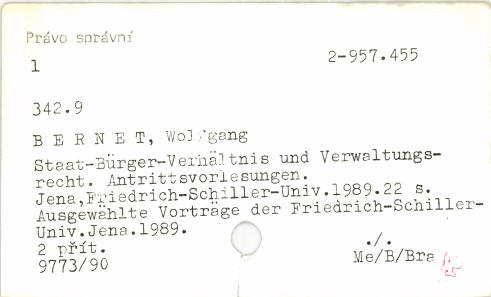 Právo správní
1 2-957.455
342.9
B E R N E T, Wolfgang
Staat-Bürger-Verhältnis und Verwaltungs-
recht. Antrittsvorlesungen.
Jena,Friedrich-Schiller-Univ.1989.22 s.
Ausgewählte Vorträge der Friedrich-Schiller-
Univ.Jena.1989.
2 přít. ./.
9773/90 Me/B/Bra